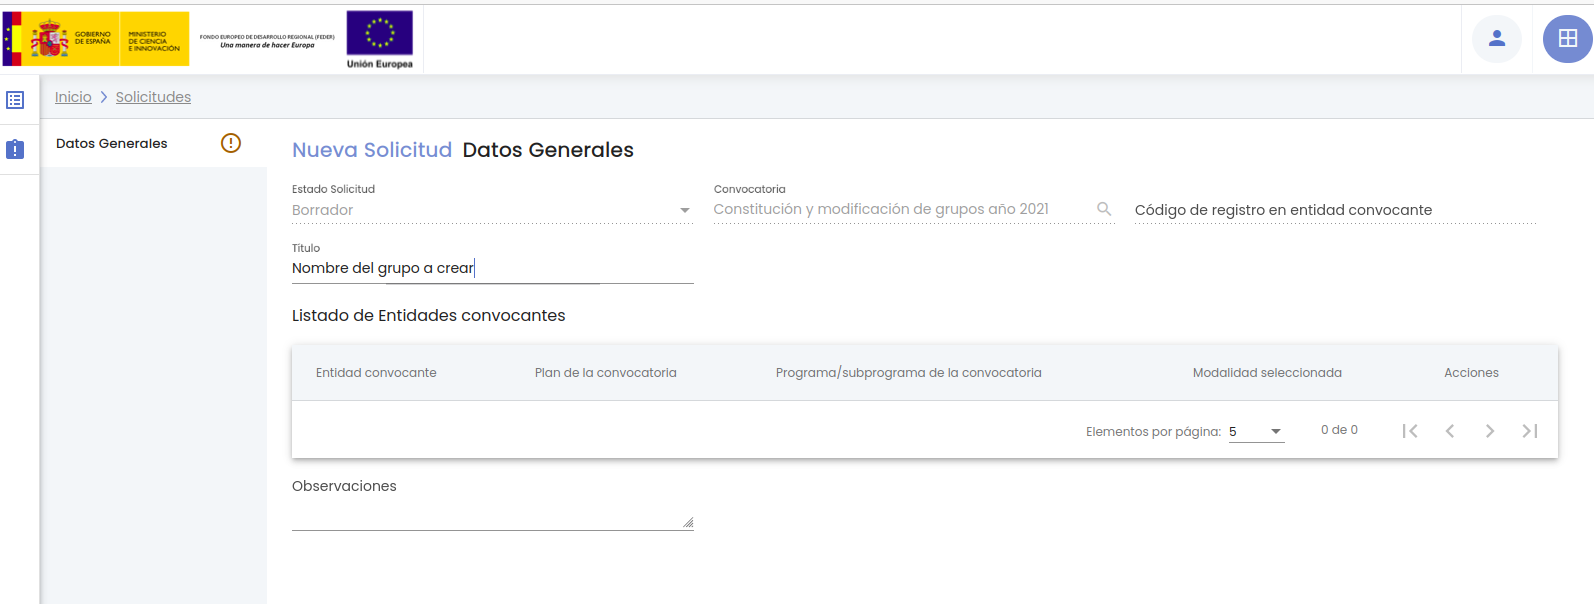 GOBIERNO
DE ESPAÑA
MINISTERIO
DE CIENCIA
E INNOVACIÓN
FONDO EUROPEO DE DESARROLLO REGIONAL (FEDER)
Una manera de hacer Europa
Unión Europea
Inicio > Solicitudes
Datos Generales
Nueva Solicitud Datos Generales
Estado Solicitud
Borrador
Convocatoria
Constitución y modificación de grupos año 2021
Código de registro en entidad convocante
Título
Nombre del grupo a crear
Listado de Entidades convocantes
Entidad convocante Plan de la convocatoria Programa/subprograma de la convocatoria Modalidad seleccionada Acciones
Elementos por página: 5 0 de 0
Observaciones